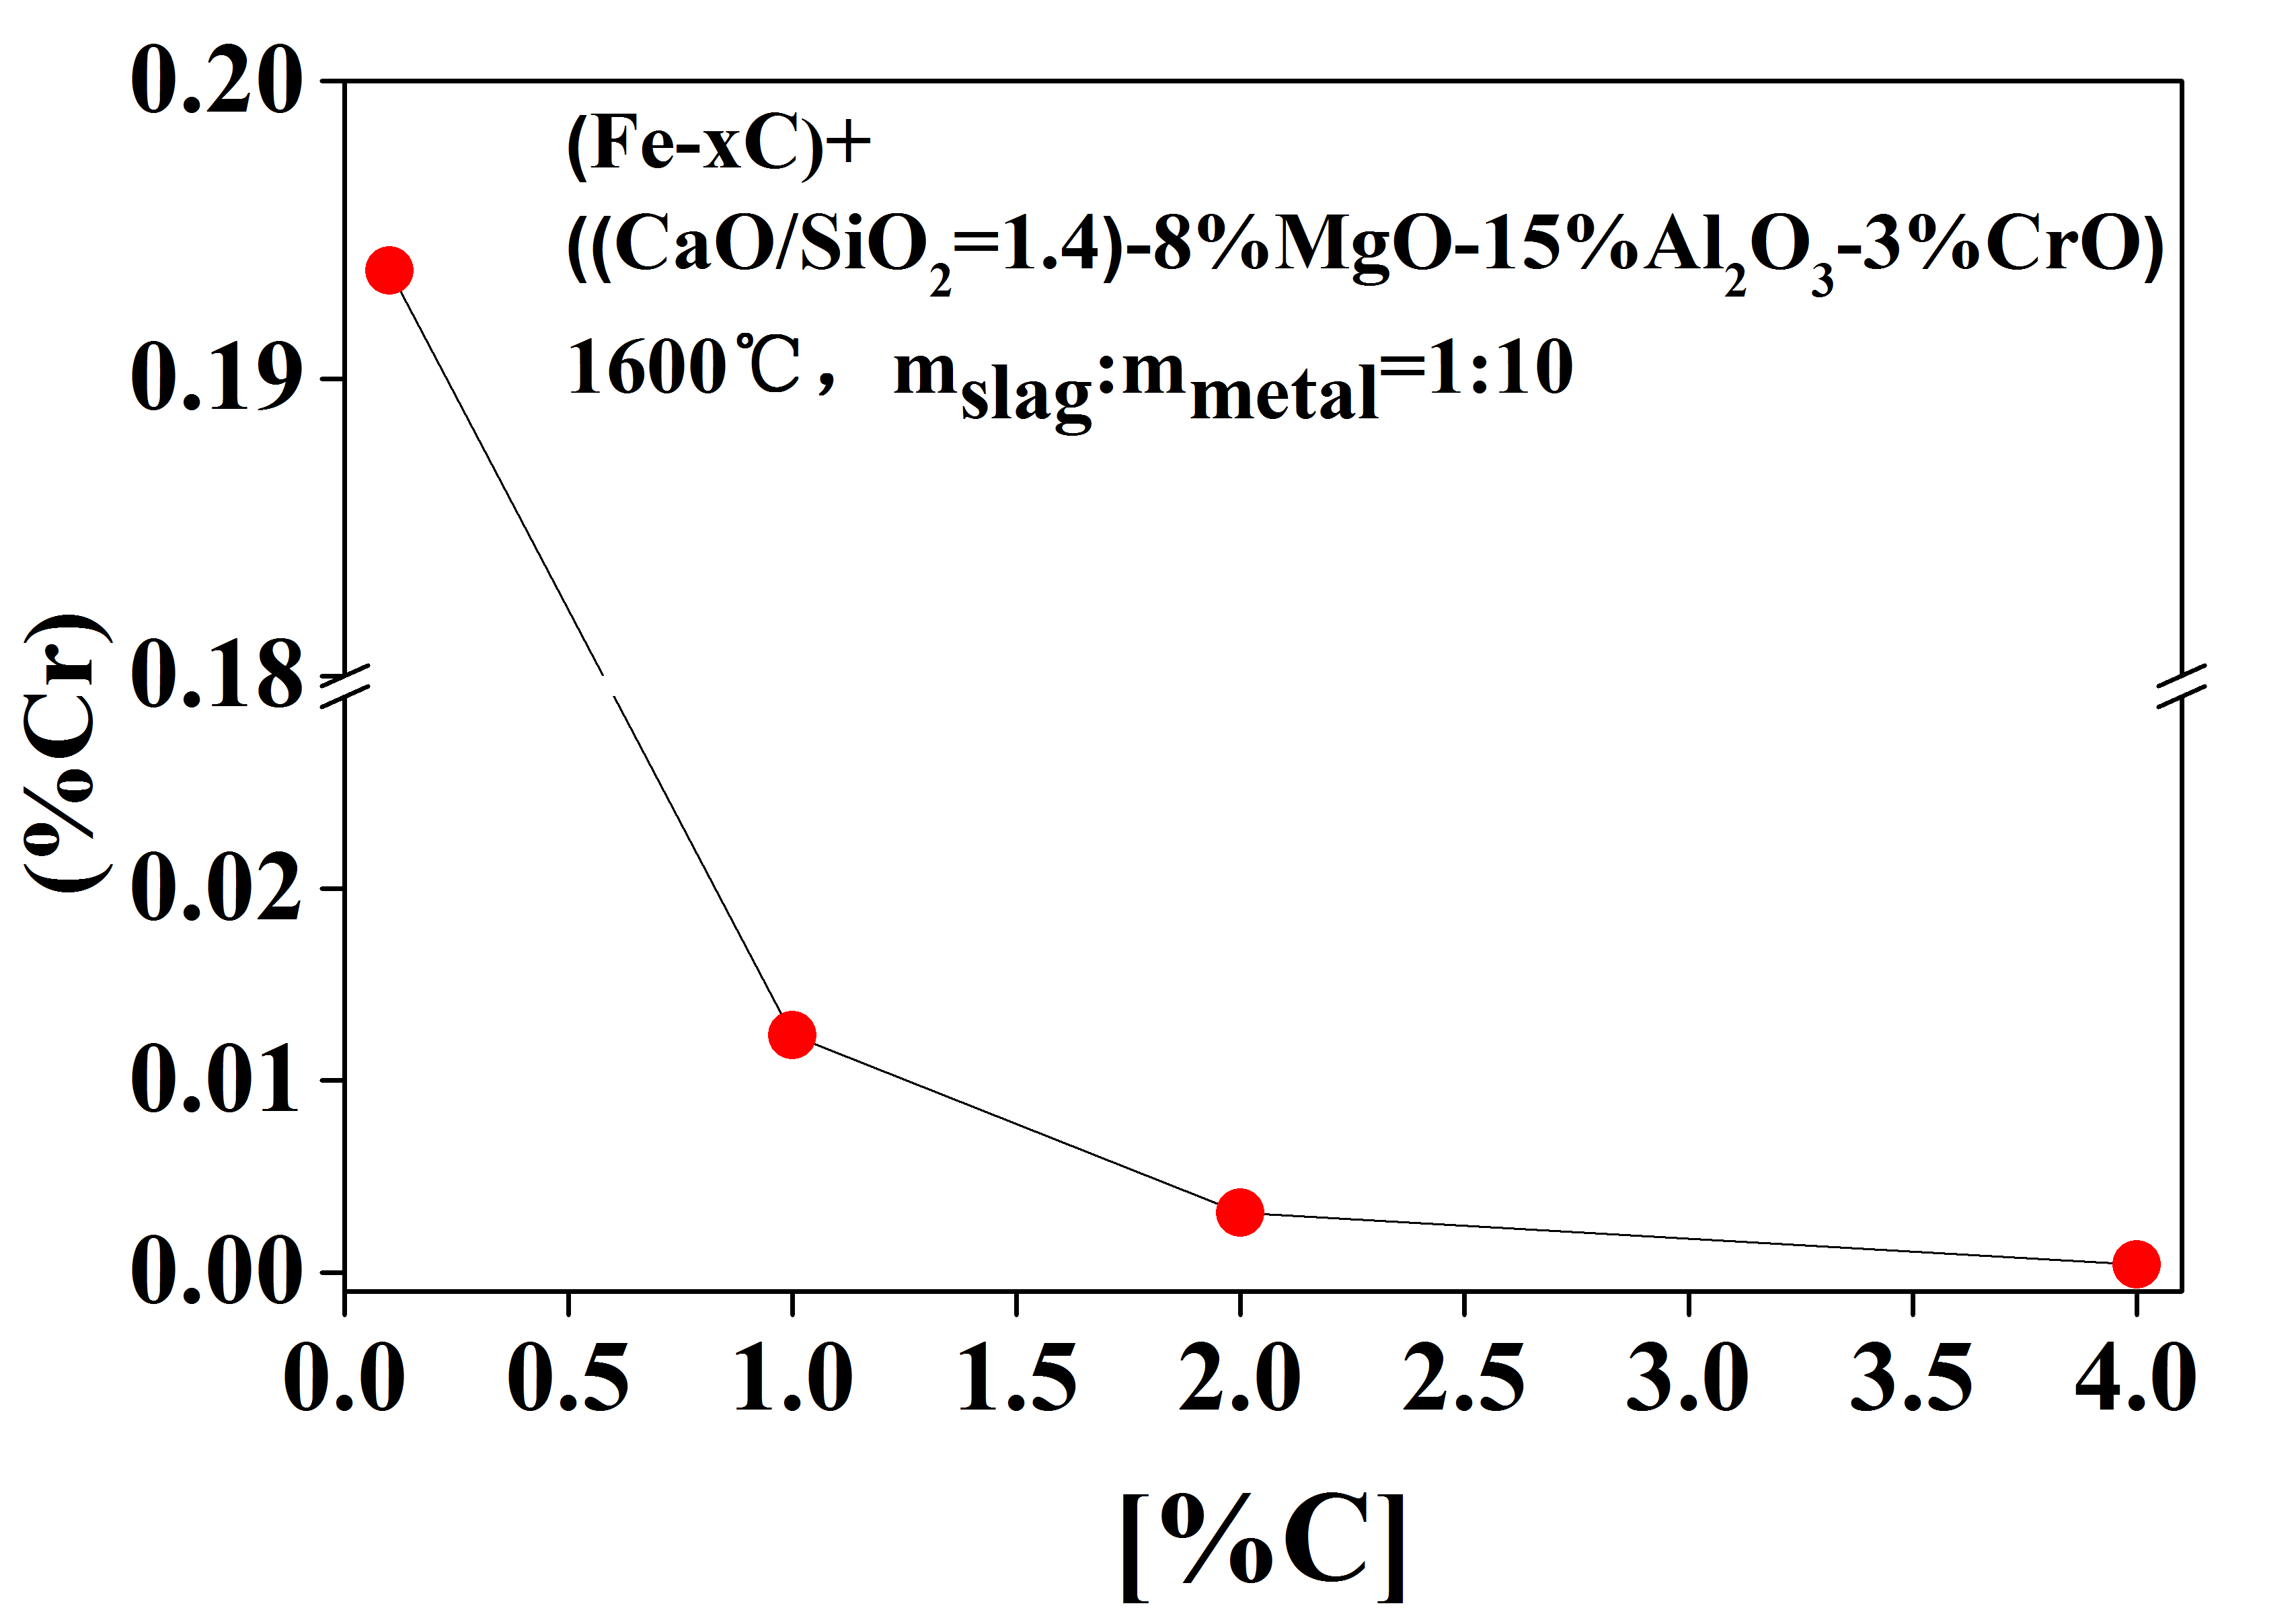 0.20
(Fe-xC)+
((CaO/SiO₂=1.4)-8%MgO-15%Al₂O₃-3%CrO)
1600℃, mslag:mmetal=1:10
0.19
0.18
(%Cr)
0.02
0.01
0.00
0.0 0.5 1.0 1.5 2.0 2.5 3.0 3.5 4.0
[%C]